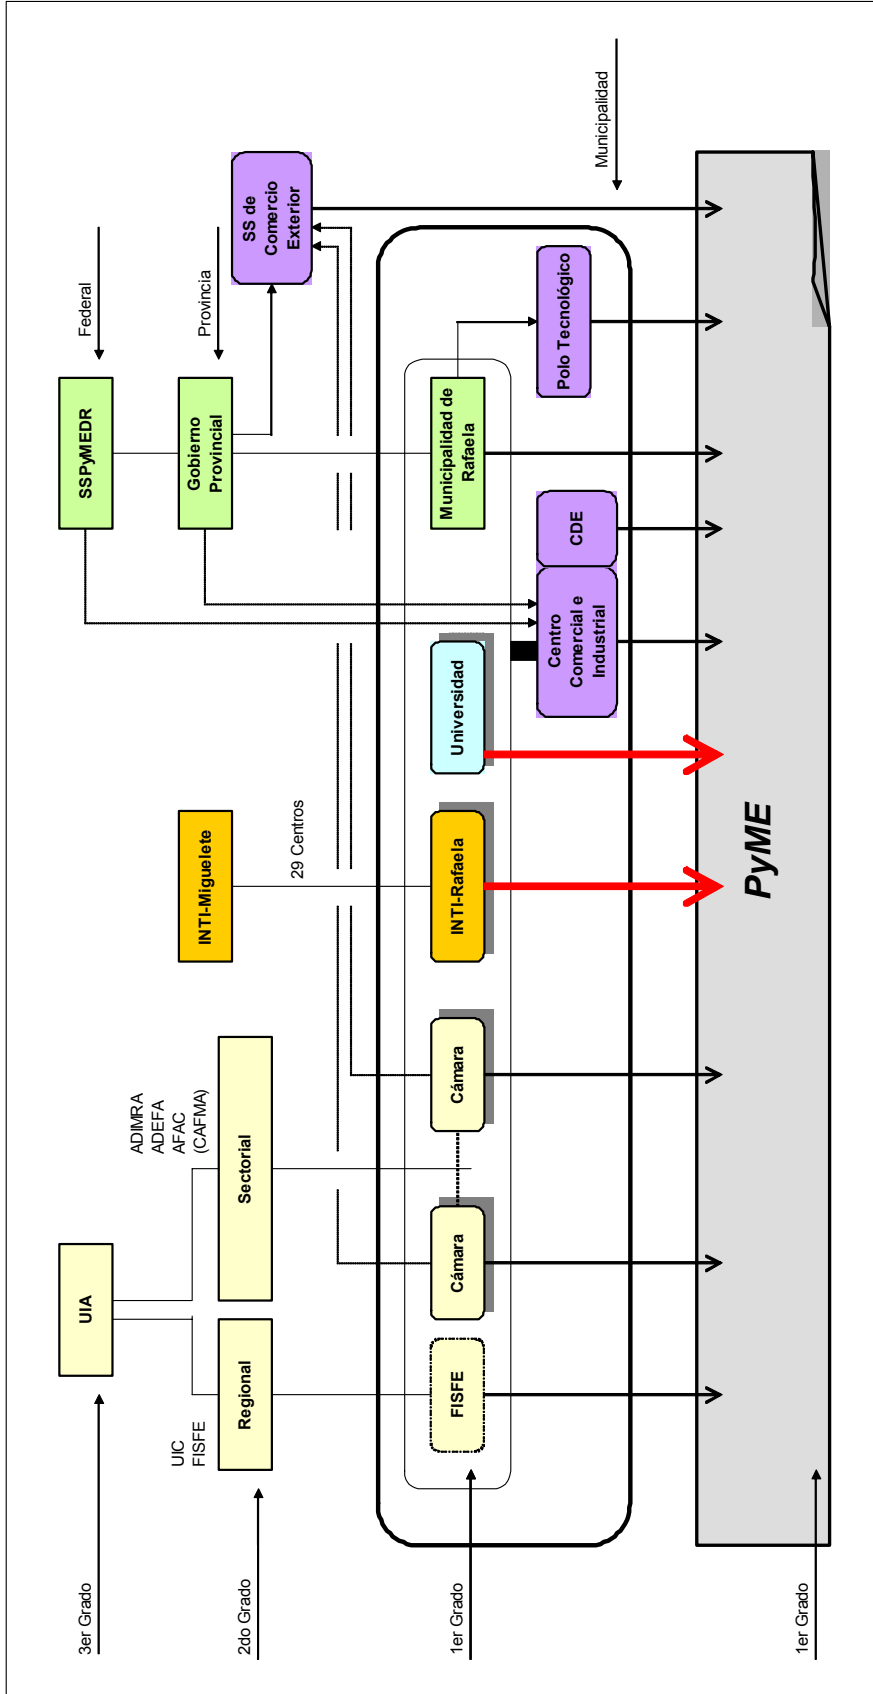 3er Grado
2do Grado
1er Grado
1er Grado
UIA
UIC
FISFE
Regional
ADIMRA
ADEFA
AFAC
(CAFMA)
Sectorial
FISFE
Cámara
Cámara
INTI-Miguelete
29 Centros
INTI-Rafaela
Universidad
SSPyMEDR
Gobierno
Provincial
Federal
Provincia
SS de
Comercio
Exterior
Municipalidad de
Rafaela
Centro
Comercial e
Industrial
CDE
Polo Tecnológico
Municipalidad
PyME